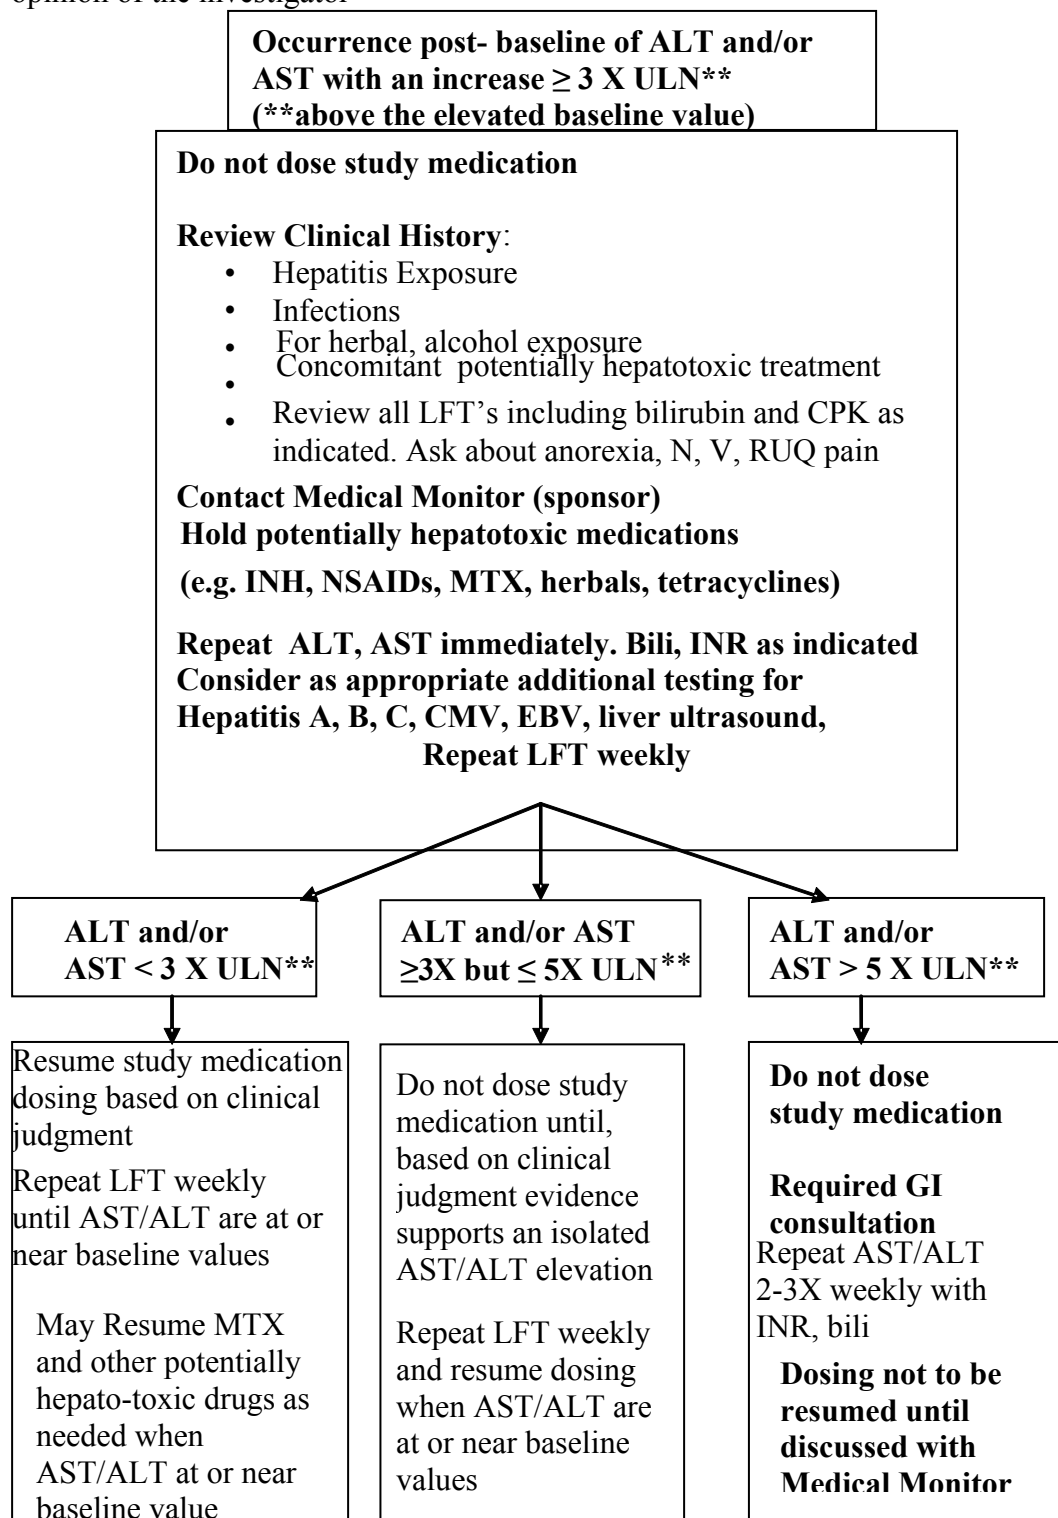 opinion of the investigator
Occurrence post- baseline of ALT and/or
AST with an increase ≥ 3 X ULN**
(**above the elevated baseline value)
Do not dose study medication
Review Clinical History:
• Hepatitis Exposure
• Infections
• For herbal, alcohol exposure
• Concomitant potentially hepatotoxic treatment
• Review all LFT's including bilirubin and CPK as
indicated. Ask about anorexia, N, V, RUQ pain
Contact Medical Monitor (sponsor)
Hold potentially hepatotoxic medications
(e.g. INH, NSAIDs, MTX, herbals, tetracyclines)
Repeat ALT, AST immediately. Bili, INR as indicated
Consider as appropriate additional testing for
Hepatitis A, B, C, CMV, EBV, liver ultrasound,
Repeat LFT weekly
ALT and/or
AST < 3 X ULN**
Resume study medication
dosing based on clinical
judgment
Repeat LFT weekly
until AST/ALT are at or
near baseline values
May Resume MTX
and other potentially
hepato-toxic drugs as
needed when
AST/ALT at or near
baseline value
ALT and/or AST
≥3X but ≤ 5X ULN**
Do not dose study
medication until,
based on clinical
judgment evidence
supports an isolated
AST/ALT elevation
Repeat LFT weekly
and resume dosing
when AST/ALT are
at or near baseline
values
ALT and/or
AST > 5 X ULN**
Do not dose
study medication
Required GI
consultation
Repeat AST/ALT
2-3X weekly with
INR, bili
Dosing not to be
resumed until
discussed with
Medical Monitor